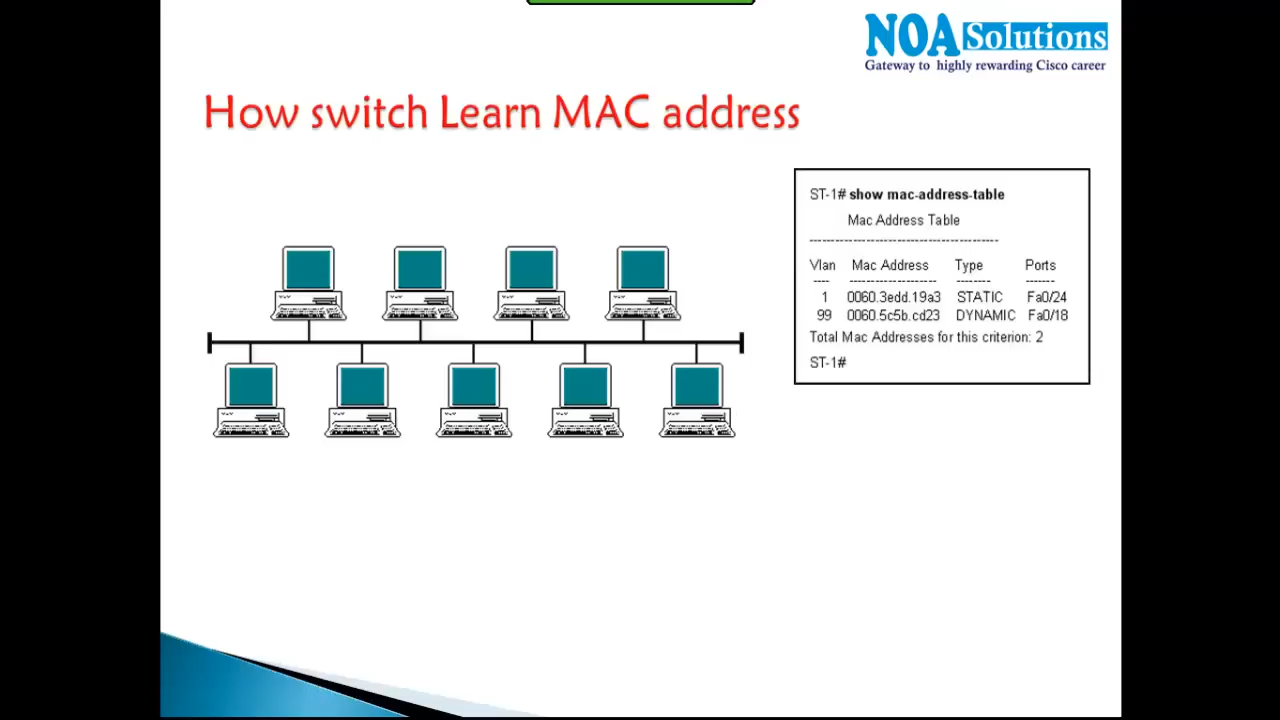 NOA Solutions
Gateway to highly rewarding Cisco career
How switch Learn MAC address
ST-1# show mac-address-table
Mac Address Table
-------------------------------------------
Vlan Mac Address Type Ports
---- ------------------- ------- ------
1 0060.3edd.19a3 STATIC Fa0/24
99 0060.5c5b.cd23 DYNAMIC Fa0/18
Total Mac Addresses for this criterion: 2
ST-1#